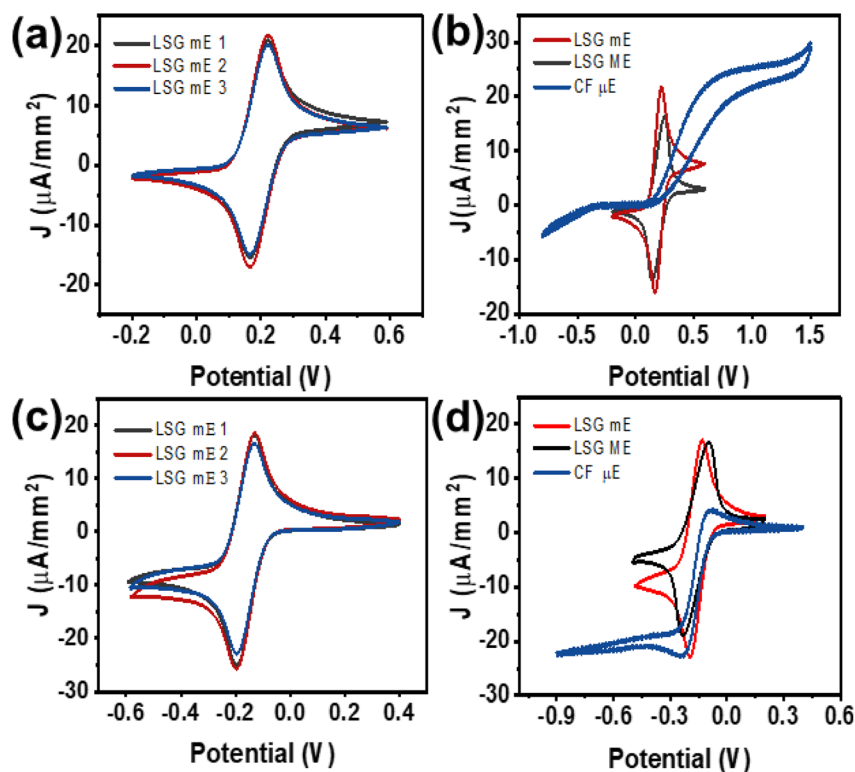 (a)
LSG mE 1
LSG mE 2
LSG mE 3
J (µA/mm²)
20
10
0
-10
-20
-0.2
0.0
0.2
0.4
0.6
Potential (V)
(b)
LSG mE
LSG ME
CF µE
J(µA/mm²)
30
20
10
0
-10
-20
-1.0
-0.5
0.0
0.5
1.0
1.5
Potential (V)
(c)
LSG mE 1
LSG mE 2
LSG mE 3
J (µA/mm²)
20
10
0
-10
-20
-30
-0.6
-0.4
-0.2
0.0
0.2
0.4
Potential (V)
(d)
LSG mE
LSG ME
CF µE
J (µA/mm²)
20
10
0
-10
-20
-30
-0.9
-0.6
-0.3
0.0
0.3
0.6
Potential (V)